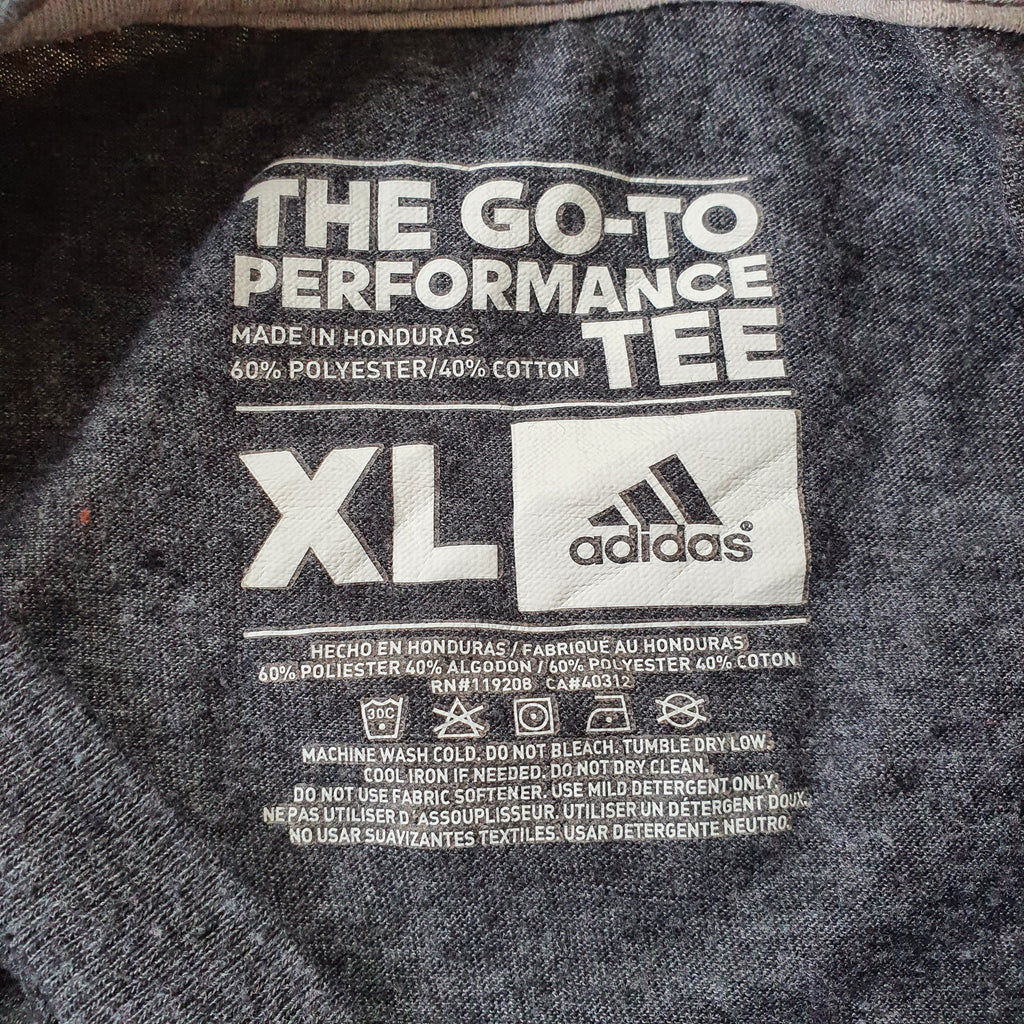 THE GO-TO
PERFORMANCE
TEE
MADE IN HONDURAS
60% POLYESTER/40% COTTON
XL
adidas®
HECHO EN HONDURAS / FABRIQUÉ AU HONDURAS
60% POLIESTER 40% ALGODON / 60% POLYESTER 40% COTON
RN#119208 CA#40312
30C
MACHINE WASH COLD. DO NOT BLEACH. TUMBLE DRY LOW.
COOL IRON IF NEEDED. DO NOT DRY CLEAN.
DO NOT USE FABRIC SOFTENER. USE MILD DETERGENT ONLY.
NE PAS UTILISER D'ASSOUPLISSEUR. UTILISER UN DÉTERGENT DOUX.
NO USAR SUAVIZANTES TEXTILES. USAR DETERGENTE NEUTRO.